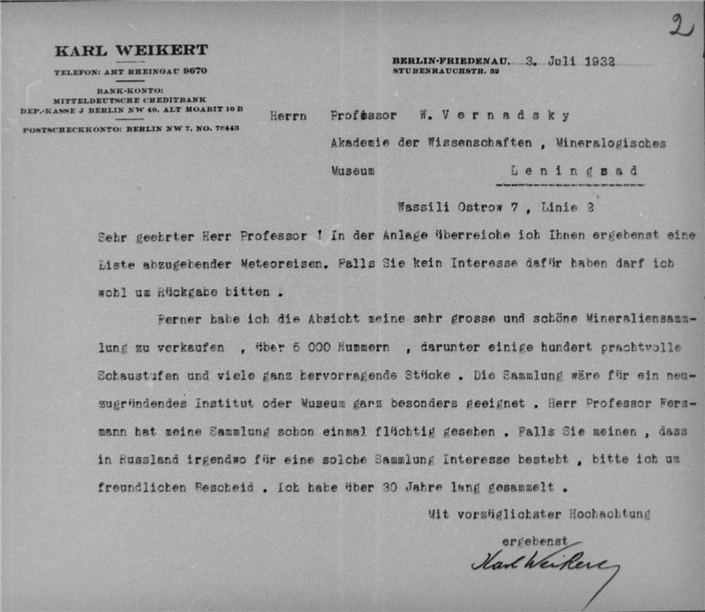 2
KARL WEIKERT
TELEFON: AMT RHEINGAU 9670
BANK-KONTO:
MITTELDEUTSCHE CREDITBANK
DEP.-KASSE J BERLIN NW 40, ALT MOABIT 10 B
POSTSCHECKKONTO: BERLIN NW 7, NO. 76443
BERLIN-FRIEDENAU, 3. Juli 1932
STUBENRAUCHSTR. 52
Herrn Professor W. Vernadsky
Akademie der Wissenschaften , Mineralogisches
Museum Leningsad
Wassili Ostrow 7 , Linie 2
Sehr geehrter Herr Professor ! In der Anlage überreiche ich Ihnen ergebenst eine
Liste abzugehender Meteoreisen. Falls Sie kein Interesse dafür haben darf ich
wohl um Rückgabe bitten .
Ferner habe ich die Absicht meine sehr grosse und schöne Mineraliensamm-
lung zu verkaufen , über 5 000 Nummern , darunter einige hundert prachtvolle
Schaustufen und viele ganz hervorragende Stücke . Die Sammlung wäre für ein neu-
zugründendes Institut oder Museum ganz besonders geeignet . Herr Professor Fers-
mann hat meine Sammlung schon einmal flüchtig gesehen . Falls Sie meinen , dass
in Russland irgendwo für eine solche Sammlung Interesse besteht , bitte ich um
freundlichen Bescheid . Ich habe über 30 Jahre lang gesammelt .
Mit vorzüglichster Hochachtung
ergebenst
Karl Weikert